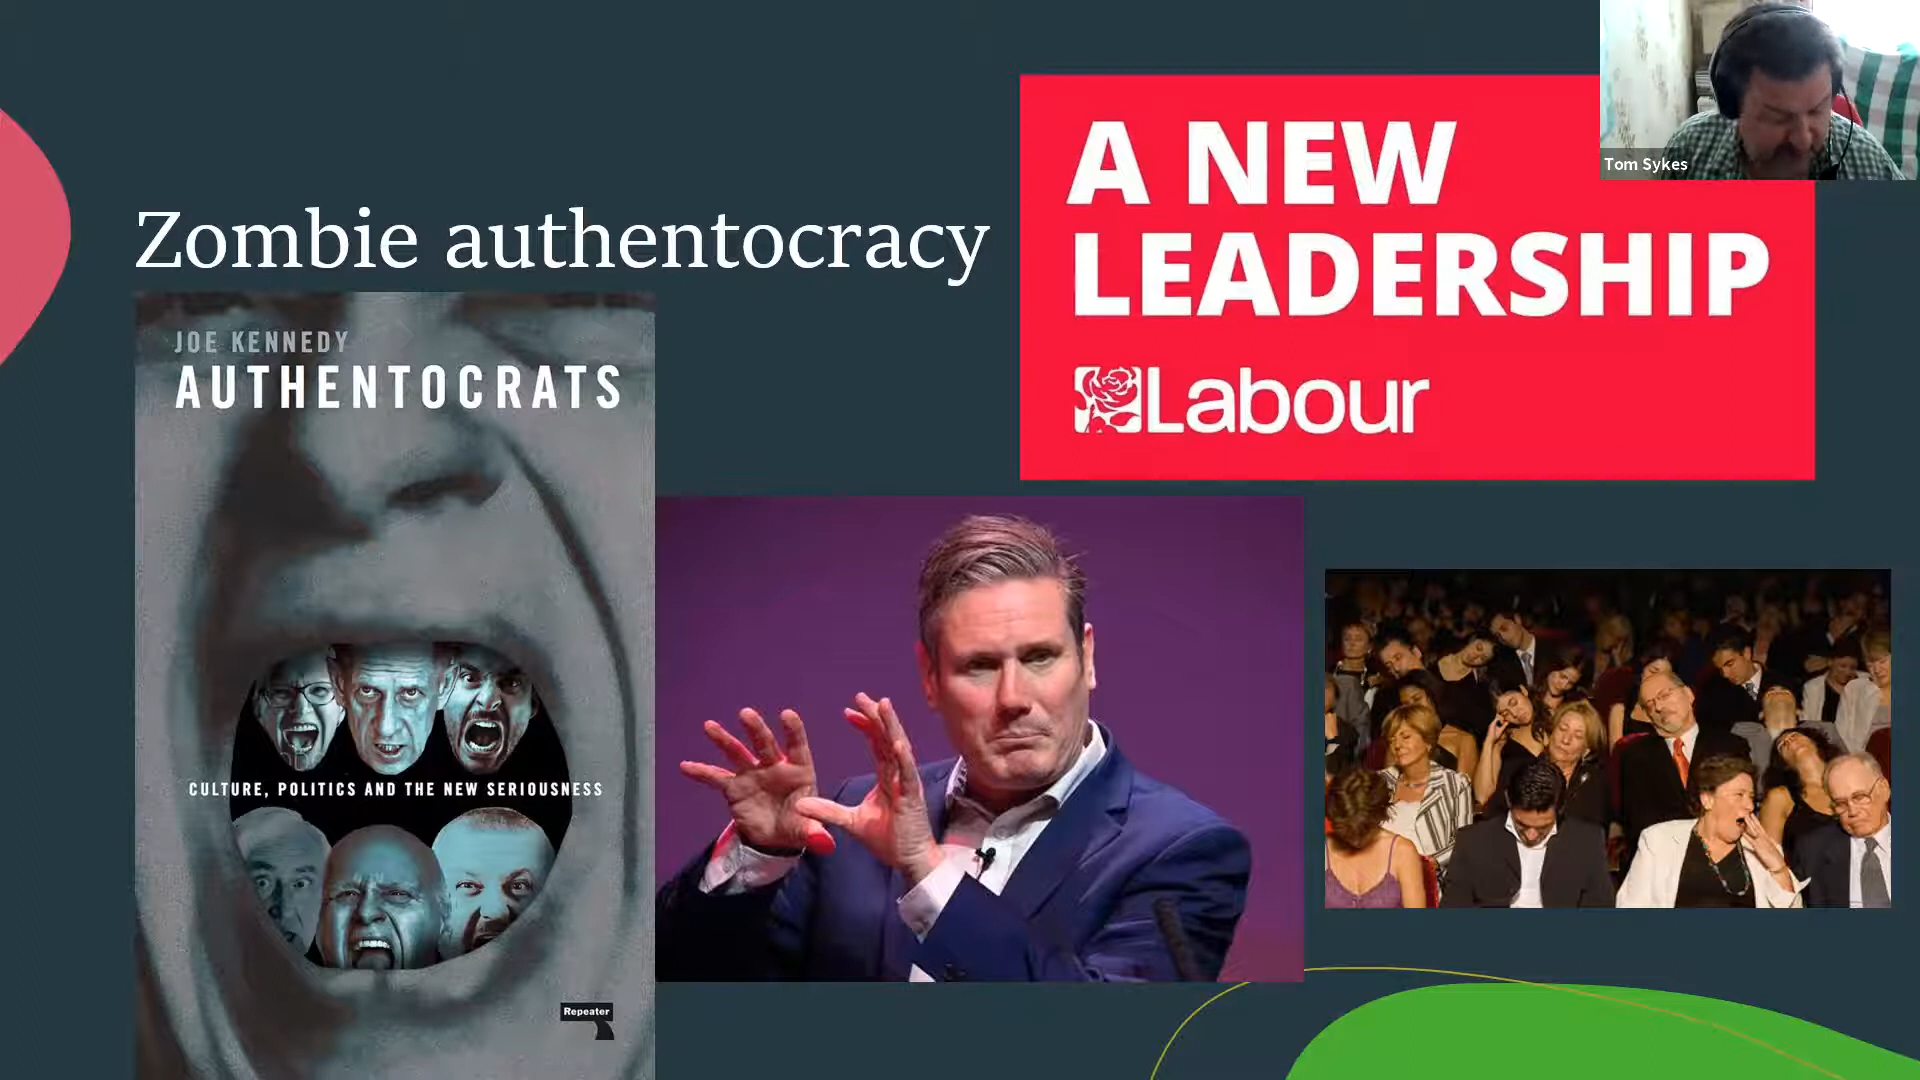 Zombie authentocracy
JOE KENNEDY
AUTHENTOCRATS
CULTURE, POLITICS AND THE NEW SERIOUSNESS
Repeater
A NEW
LEADERSHIP
Labour
Tom Sykes